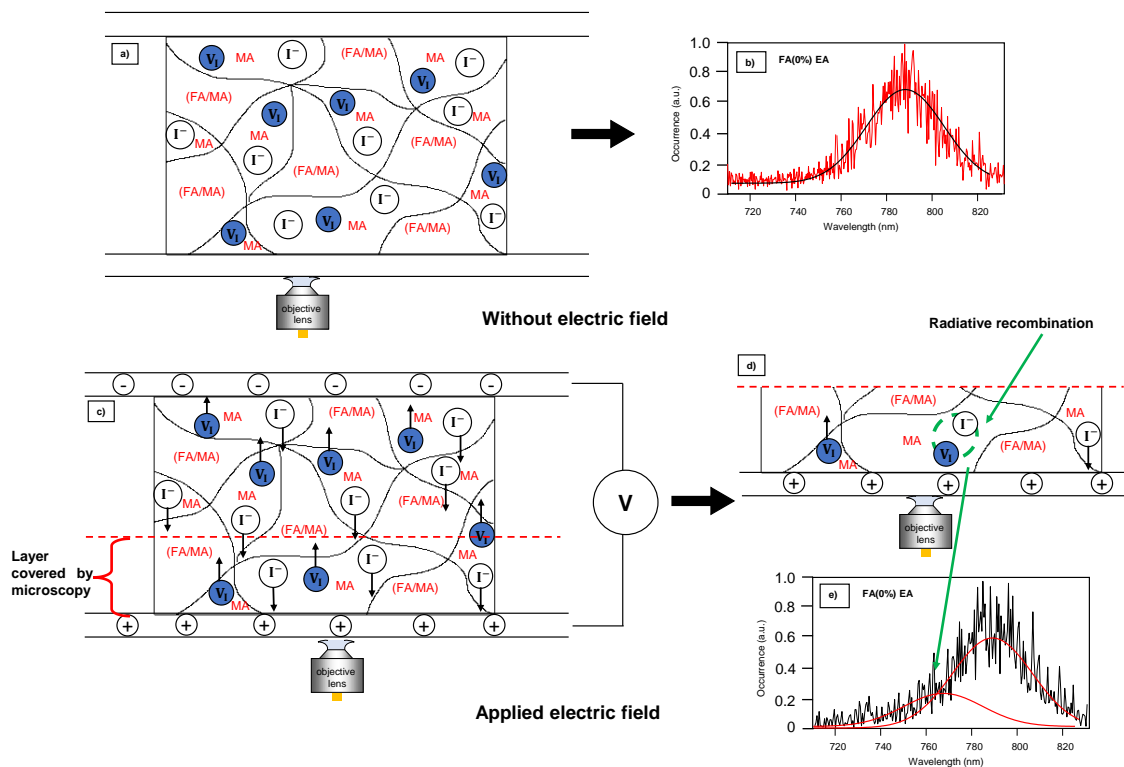 a)
V_I
MA
I⁻
(FA/MA)
V_I
MA
I⁻
(FA/MA)
V_I
V_I
I⁻
MA
I⁻
MA
MA
MA
I⁻
(FA/MA)
I⁻
(FA/MA)
(FA/MA)
V_I
MA
I⁻
V_I
MA
I⁻
V_I
MA
(FA/MA)
I⁻
objective
lens
Without electric field
b)
FA(0%) EA
Occurrence (a.u.)
1.0
0.8
0.6
0.4
0.2
0
720
740
760
780
800
820
Wavelength (nm)
Radiative recombination
c)
-
-
-
-
-
V_I
MA
I⁻
(FA/MA)
V_I
MA
I⁻
(FA/MA)
V_I
V_I
MA
I⁻
MA
I⁻
MA
MA
I⁻
(FA/MA)
I⁻
(FA/MA)
(FA/MA)
V_I
MA
V_I
MA
I⁻
V_I
MA
I⁻
(FA/MA)
I⁻
+
+
+
+
+
+
Layer
covered by
microscopy
objective
lens
V
Applied electric field
d)
(FA/MA)
I⁻
MA
V_I
MA
MA
V_I
(FA/MA)
I⁻
+
+
+
+
+
objective
lens
e)
FA(0%) EA
Occurrence (a.u.)
1.0
0.8
0.6
0.4
0.2
0
720
740
760
780
800
820
Wavelength (nm)